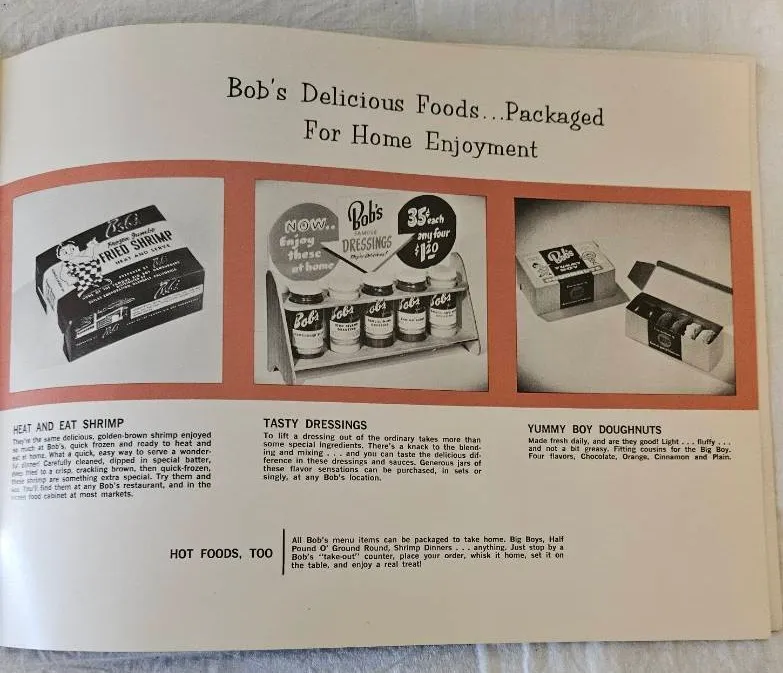 Bob's Delicious Foods...Packaged
For Home Enjoyment
Bob's
Frozen Jumbo
FRIED SHRIMP
HEAT AND SERVE
Bob's
NOW..
Enjoy
these
at home
Bob's
FAMOUS
DRESSINGS
35¢ each
any four
$1.20
Bob's
Bob's
Bob's
Bob's
Bob's
Bob's
YUMMY
BOY
HEAT AND EAT SHRIMP
They're the same delicious, golden-brown shrimp enjoyed
so much at Bob's, quick frozen and ready to heat and
eat at home. What a quick, easy way to serve a wonder-
ful dinner! Carefully cleaned, dipped in special batter,
then fried to a crisp, crackling brown, then quick-frozen,
these shrimp are something extra special. Try them and
see. You'll find them at any Bob's restaurant, and in the
frozen food cabinet at most markets.
TASTY DRESSINGS
To lift a dressing out of the ordinary takes more than
some special ingredients. There's a knack to the blend-
ing and mixing . . . and you can taste the delicious dif-
ference in these dressings and sauces. Generous jars of
these flavor sensations can be purchased, in sets or
singly, at any Bob's location.
YUMMY BOY DOUGHNUTS
Made fresh daily, and are they good! Light . . . fluffy . . .
and not a bit greasy. Fitting cousins for the Big Boy.
Four flavors, Chocolate, Orange, Cinnamon and Plain.
HOT FOODS, TOO
All Bob's menu items can be packaged to take home. Big Boys, Half
Pound O' Ground Round, Shrimp Dinners . . . anything. Just stop by a
Bob's "take-out" counter, place your order, whisk it home, set it on
the table, and enjoy a real treat!